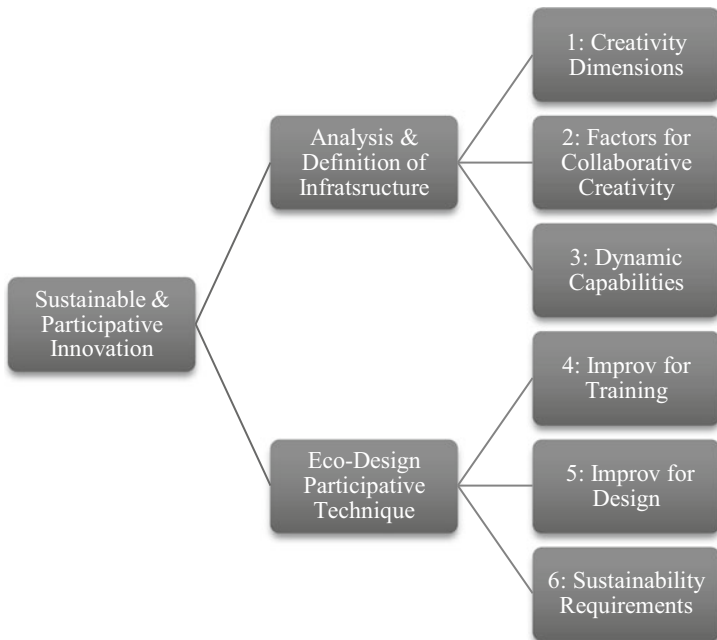 Sustainable &
Participative
Innovation
Analysis &
Definition of
Infratsructure
1: Creativity
Dimensions
2: Factors for
Collaborative
Creativity
3: Dynamic
Capabilities
Eco-Design
Participative
Technique
4: Improv for
Training
5: Improv for
Design
6: Sustainability
Requirements